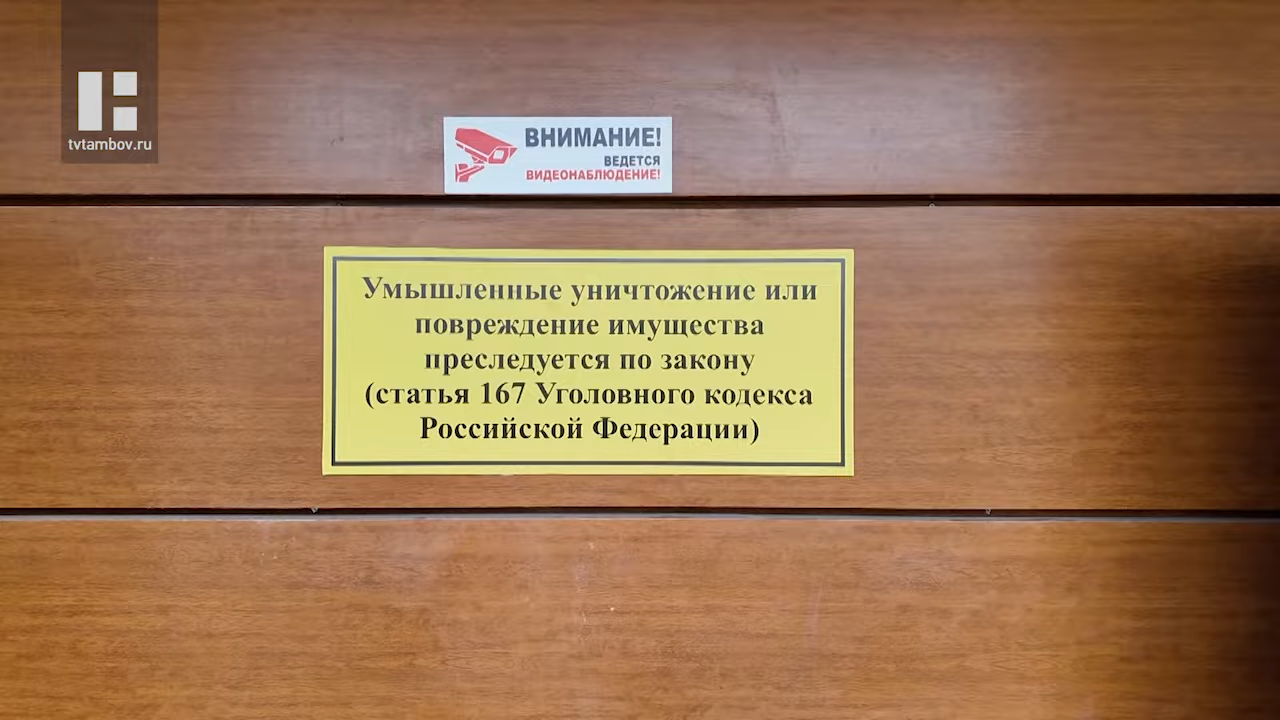 tvtambov.ru
ВНИМАНИЕ!
ВЕДЕТСЯ
ВИДЕОНАБЛЮДЕНИЕ!
Умышленные уничтожение или
повреждение имущества
преследуется по закону
(статья 167 Уголовного кодекса
Российской Федерации)